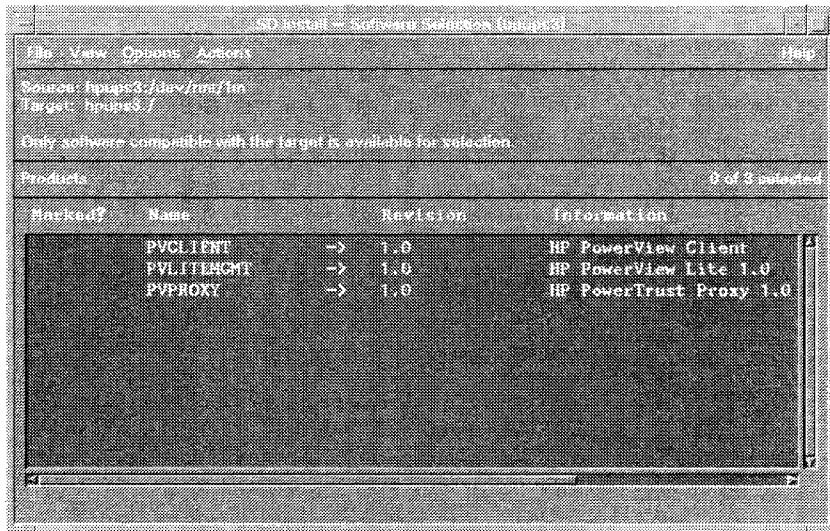 SD Install - Software Selection (hpups3)
File View Options Actions Help
Source: hpups3:/dev/rmt/1m
Target: hpups3:/
Only software compatible with the target is available for selection.
Products 0 of 3 selected
Marked? Name Revision Information
PVCLIENT -> 1.0 HP PowerView Client
PVLITEMGMT -> 1.0 HP PowerView Lite 1.0
PVPROXY -> 1.0 HP PowerTrust Proxy 1.0